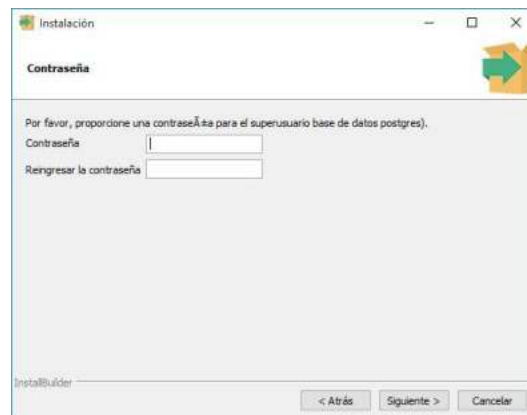 Instalación
Contraseña
Por favor, proporcione una contraseÃ±a para el superusuario base de datos postgres).
Contraseña
Reingresar la contraseña
InstallBuilder
< Atrás
Siguiente >
Cancelar